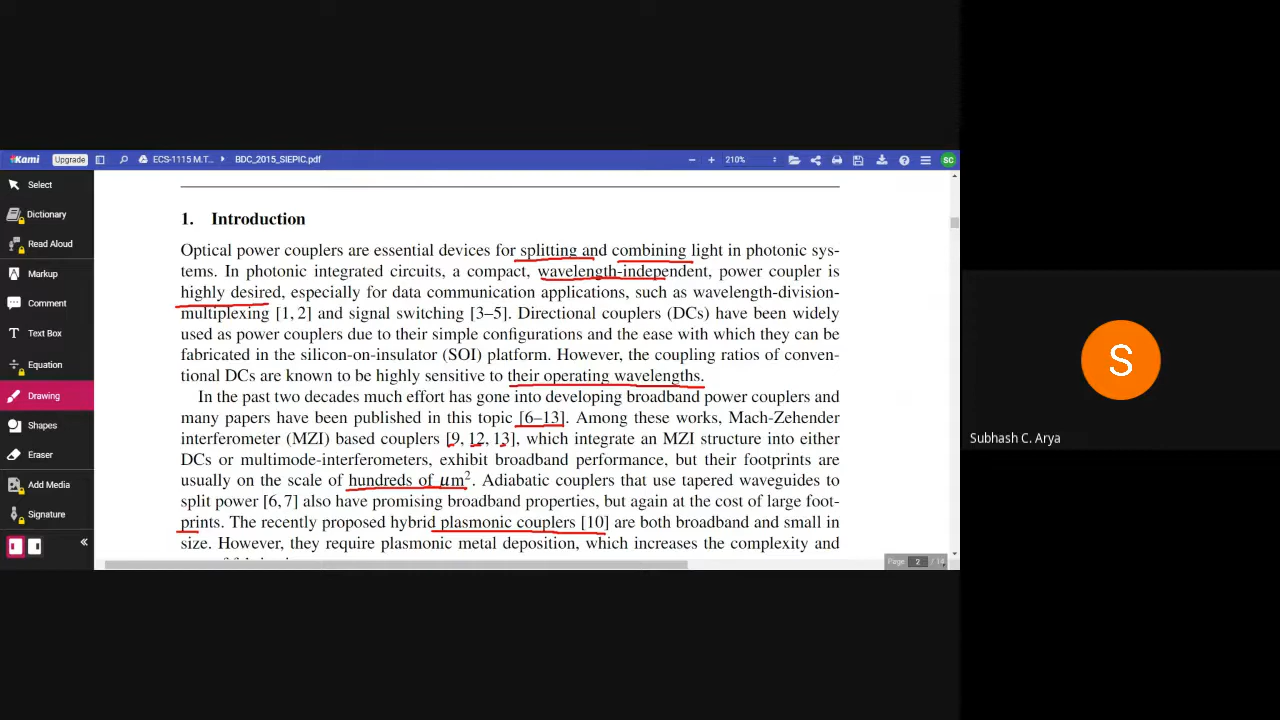 Kami
Upgrade
ECS-1115 M.T...
BDC_2015_SIEPIC.pdf
210%
SC
Select
Dictionary
Read Aloud
Markup
Comment
Text Box
Equation
Drawing
Shapes
Eraser
Add Media
Signature
1. Introduction
Optical power couplers are essential devices for splitting and combining light in photonic sys-
tems. In photonic integrated circuits, a compact, wavelength-independent, power coupler is
highly desired, especially for data communication applications, such as wavelength-division-
multiplexing [1, 2] and signal switching [3–5]. Directional couplers (DCs) have been widely
used as power couplers due to their simple configurations and the ease with which they can be
fabricated in the silicon-on-insulator (SOI) platform. However, the coupling ratios of conven-
tional DCs are known to be highly sensitive to their operating wavelengths.
In the past two decades much effort has gone into developing broadband power couplers and
many papers have been published in this topic [6–13]. Among these works, Mach-Zehender
interferometer (MZI) based couplers [9, 12, 13], which integrate an MZI structure into either
DCs or multimode-interferometers, exhibit broadband performance, but their footprints are
usually on the scale of hundreds of μm². Adiabatic couplers that use tapered waveguides to
split power [6, 7] also have promising broadband properties, but again at the cost of large foot-
prints. The recently proposed hybrid plasmonic couplers [10] are both broadband and small in
size. However, they require plasmonic metal deposition, which increases the complexity and
Page 2 / 14
S
Subhash C. Arya